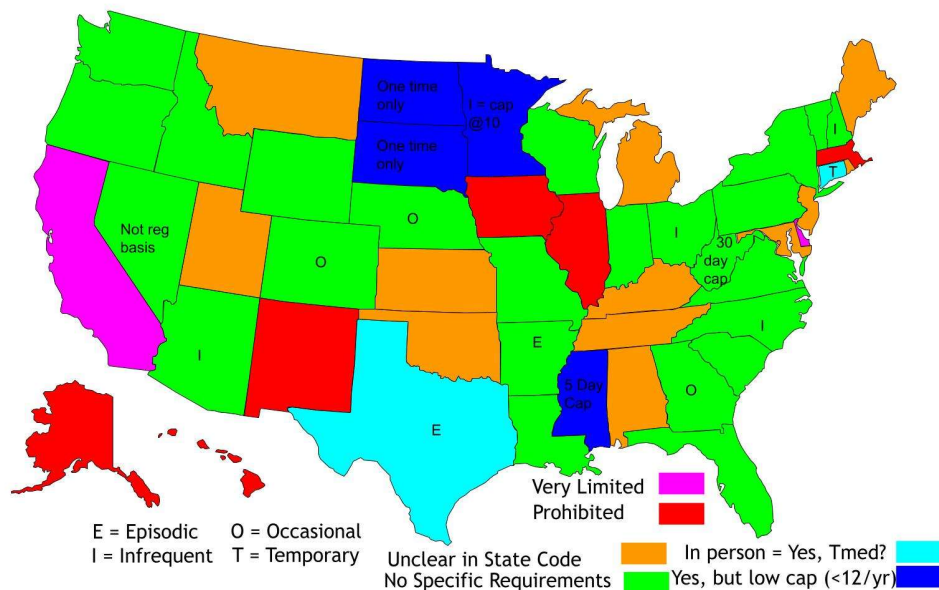 One time
only
I = cap
@10
One time
only
O
Not reg
basis
O
I
30
day
cap
I
T
I
E
I
O
5 Day
Cap
E
Very Limited
Prohibited
E = Episodic
O = Occasional
I = Infrequent
T = Temporary
Unclear in State Code
In person = Yes, Tmed?
No Specific Requirements
Yes, but low cap (<12/yr)